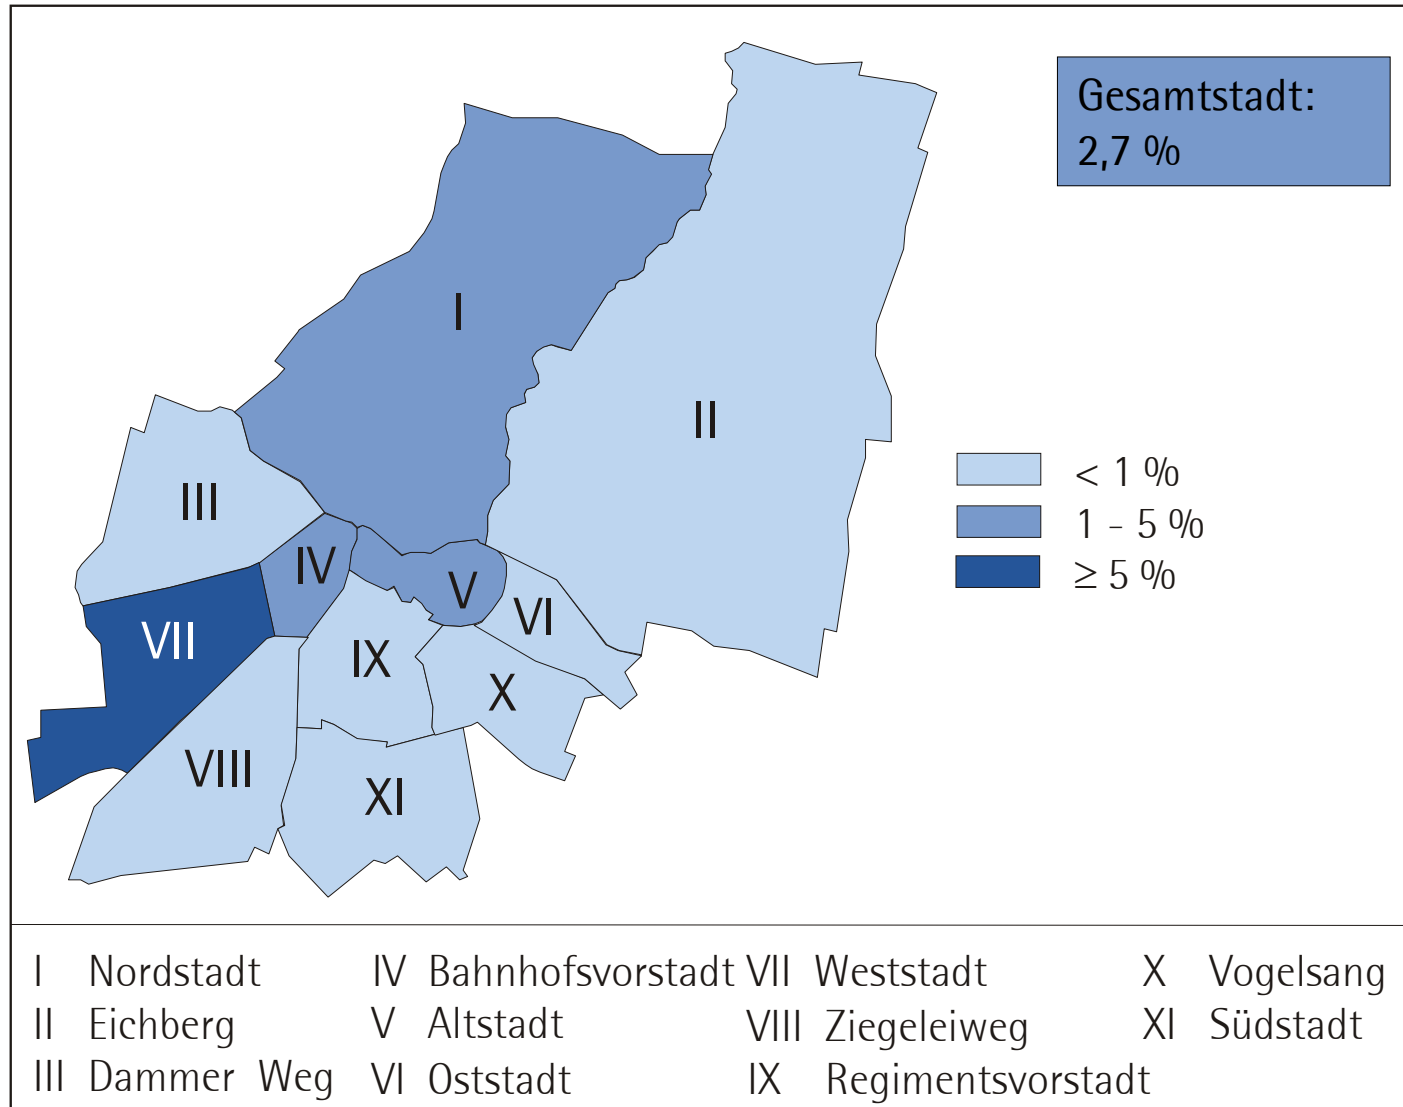 Gesamtstadt:
2,7 %
I
II
< 1 %
III
1 - 5 %
IV
≥ 5 %
V
VI
VII
IX
X
VIII
XI
I Nordstadt
IV Bahnhofsvorstadt
VII Weststadt
X Vogelsang
II Eichberg
V Altstadt
VIII Ziegeleiweg
XI Südstadt
III Dammer Weg
VI Oststadt
IX Regimentsvorstadt